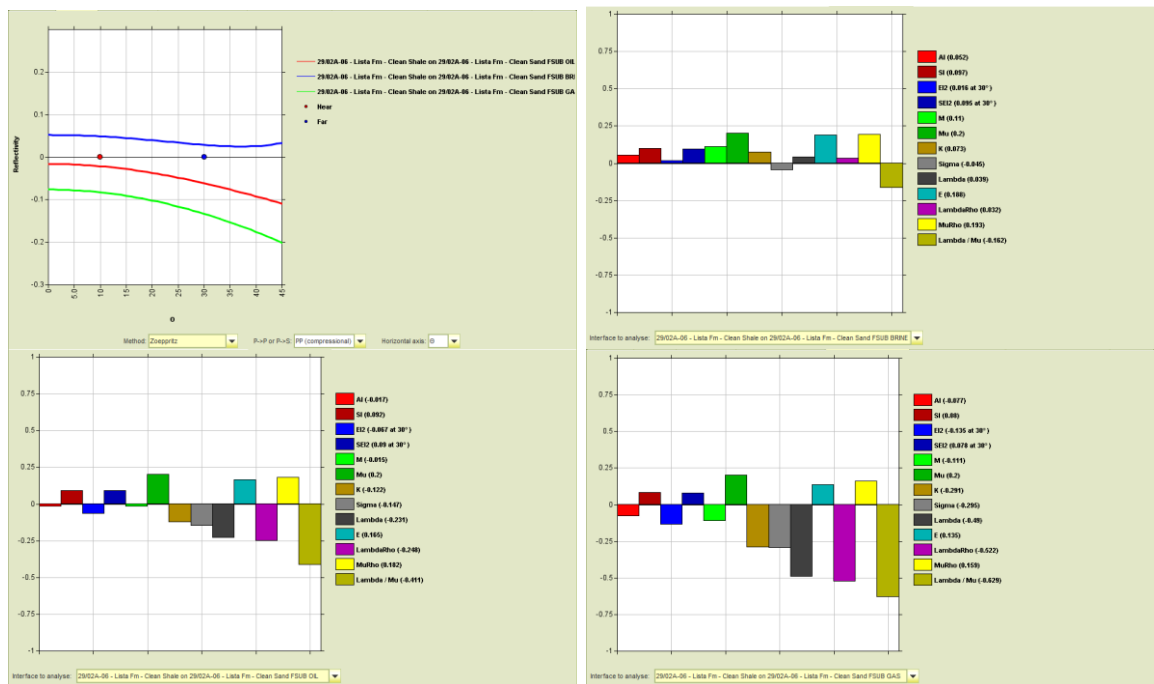 0.2
0.1
0
-0.1
-0.2
-0.3
Reflectivity
0
5.0
10
15
20
25
30
35
40
45
Θ
29/02A-06 - Lista Fm - Clean Shale on 29/02A-06 - Lista Fm - Clean Sand FSUB OIL
29/02A-06 - Lista Fm - Clean Shale on 29/02A-06 - Lista Fm - Clean Sand FSUB BRI
29/02A-06 - Lista Fm - Clean Shale on 29/02A-06 - Lista Fm - Clean Sand FSUB GA
Near
Far
Method: Zoeppritz P->P or P->S: PP (compressional) Horizontal axis: Θ
1
0.75
0.5
0.25
0
-0.25
-0.5
-0.75
-1
AI (0.052)
SI (0.097)
EI2 (0.016 at 30°)
SEI2 (0.095 at 30°)
M (0.11)
Mu (0.2)
K (0.073)
Sigma (-0.045)
Lambda (0.039)
E (0.188)
LambdaRho (0.032)
MuRho (0.193)
Lambda / Mu (-0.162)
Interface to analyse: 29/02A-06 - Lista Fm - Clean Shale on 29/02A-06 - Lista Fm - Clean Sand FSUB BRINE
1
0.75
0.5
0.25
0
-0.25
-0.5
-0.75
-1
AI (-0.017)
SI (0.092)
EI2 (-0.067 at 30°)
SEI2 (0.09 at 30°)
M (-0.015)
Mu (0.2)
K (-0.122)
Sigma (-0.147)
Lambda (-0.231)
E (0.165)
LambdaRho (-0.248)
MuRho (0.182)
Lambda / Mu (-0.411)
Interface to analyse: 29/02A-06 - Lista Fm - Clean Shale on 29/02A-06 - Lista Fm - Clean Sand FSUB OIL
1
0.75
0.5
0.25
0
-0.25
-0.5
-0.75
-1
AI (-0.077)
SI (0.08)
EI2 (-0.135 at 30°)
SEI2 (0.078 at 30°)
M (-0.111)
Mu (0.2)
K (-0.291)
Sigma (-0.295)
Lambda (-0.49)
E (0.135)
LambdaRho (-0.522)
MuRho (0.159)
Lambda / Mu (-0.629)
Interface to analyse: 29/02A-06 - Lista Fm - Clean Shale on 29/02A-06 - Lista Fm - Clean Sand FSUB GAS